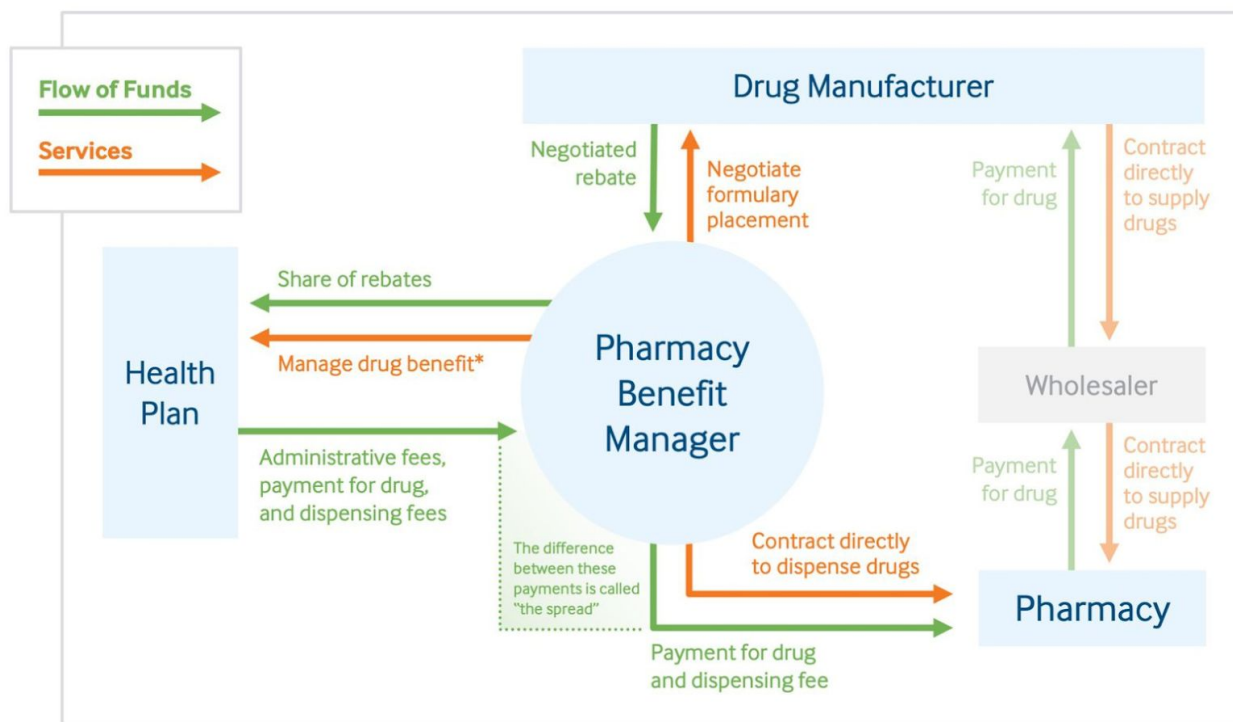 Flow of Funds
Services
Drug Manufacturer
Negotiated
rebate
Negotiate
formulary
placement
Payment
for drug
Contract
directly
to supply
drugs
Share of rebates
Manage drug benefit*
Health
Plan
Pharmacy
Benefit
Manager
Wholesaler
Administrative fees,
payment for drug,
and dispensing fees
Payment
for drug
Contract
directly
to supply
drugs
The difference
between these
payments is called
"the spread"
Contract directly
to dispense drugs
Pharmacy
Payment for drug
and dispensing fee